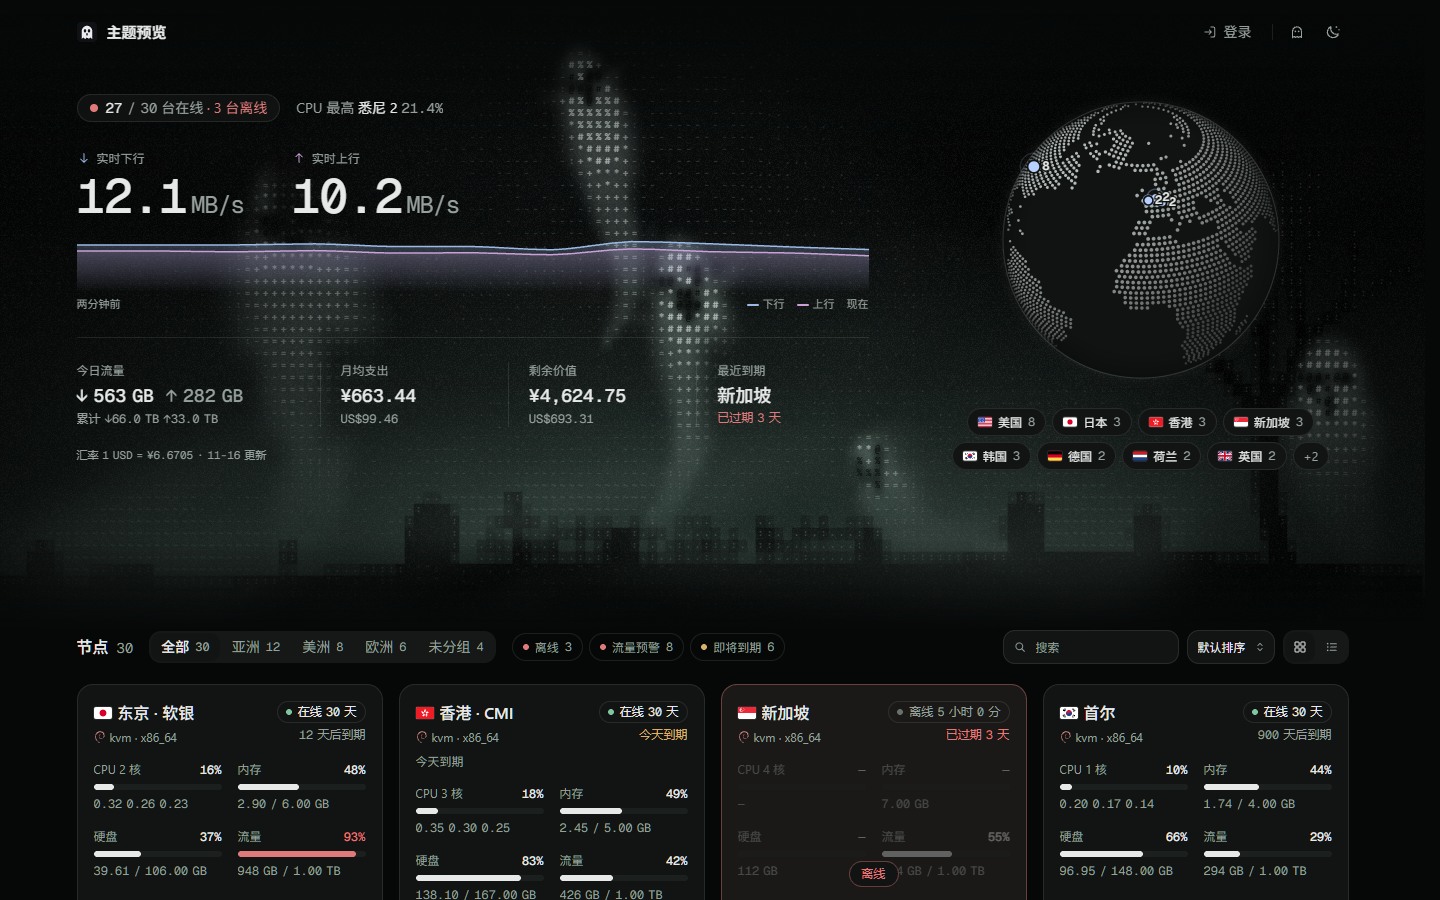 主题预览
登录
27 / 30 台在线 · 3 台离线
CPU 最高 悉尼 2 21.4%
↓ 实时下行
↑ 实时上行
12.1 MB/s
10.2 MB/s
两分钟前
下行
上行
现在
今日流量
↓ 563 GB ↑ 282 GB
累计 ↓66.0 TB ↑33.0 TB
月均支出
¥663.44
US$99.46
剩余价值
¥4,624.75
US$693.31
最近到期
新加坡
已过期 3 天
汇率 1 USD = ¥6.6705 · 11-16 更新
8
2
2
2
美国 8
日本 3
香港 3
新加坡 3
韩国 3
德国 2
荷兰 2
英国 2
+2
节点 30
全部 30
亚洲 12
美洲 8
欧洲 6
未分组 4
离线 3
流量预警 8
即将到期 6
搜索
默认排序
东京 · 软银
在线 30 天
kvm · x86_64
12 天后到期
CPU 2 核 16%
内存 48%
0.32 0.26 0.23
2.90 / 6.00 GB
硬盘 37%
流量 93%
39.61 / 106.00 GB
948 GB / 1.00 TB
香港 · CMI
在线 30 天
kvm · x86_64
今天到期
今天到期
CPU 3 核 18%
内存 49%
0.35 0.30 0.25
2.45 / 5.00 GB
硬盘 83%
流量 42%
138.10 / 167.00 GB
426 GB / 1.00 TB
新加坡
离线 5 小时 0 分
kvm · x86_64
已过期 3 天
CPU 4 核 —
内存 —
—
7.00 GB
硬盘 —
流量 55%
112 GB
4 GB / 1.00 TB
离线
首尔
在线 30 天
kvm · x86_64
900 天后到期
CPU 1 核 10%
内存 44%
0.20 0.17 0.14
1.74 / 4.00 GB
硬盘 66%
流量 29%
96.95 / 148.00 GB
294 GB / 1.00 TB